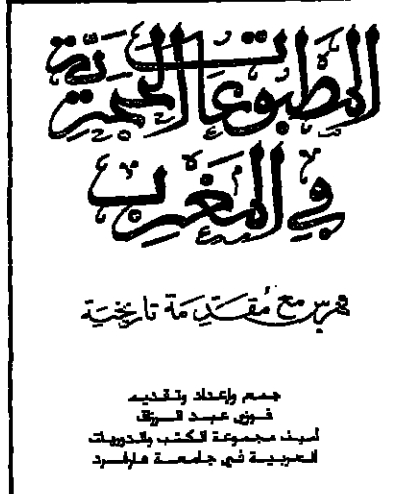 المطبوعات الحجرية
في المغرب
فهرس مع مقدمة تاريخية
جمع وإعداد وتقديم
فوزي عبد الرزاق
أمين مجموعة الكتب والدوريات
العربية في جامعة هارفرد